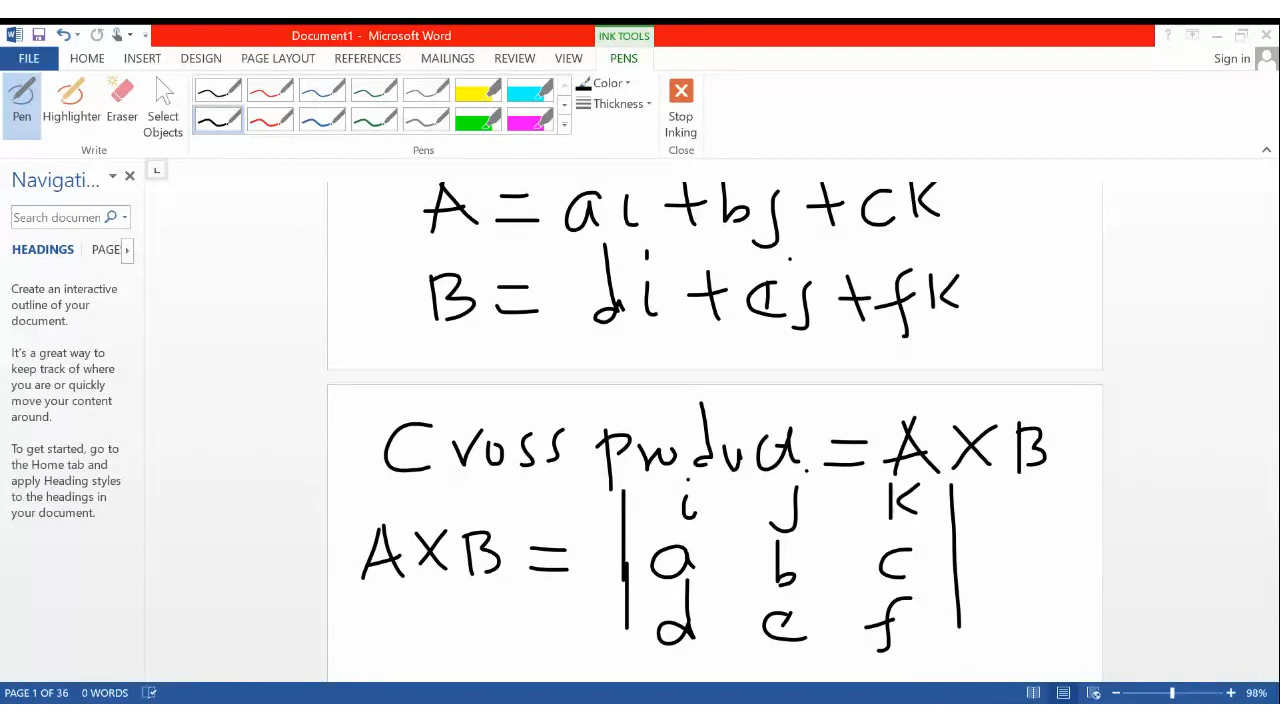 Document1 - Microsoft Word
INK TOOLS
FILE HOME INSERT DESIGN PAGE LAYOUT REFERENCES MAILINGS REVIEW VIEW PENS
Sign in
Pen Highlighter Eraser Select Objects
Color
Thickness
Stop Inking
Write Pens Close
Navigati...
Search documen
HEADINGS PAGE
Create an interactive
outline of your
document.
It's a great way to
keep track of where
you are or quickly
move your content
around.
To get started, go to
the Home tab and
apply Heading styles
to the headings in
your document.
A = ai + bj + ck
B = di + ej + fk
Cross product = A X B
i j k
A X B = a b c
d e f
PAGE 1 OF 36 0 WORDS 98%